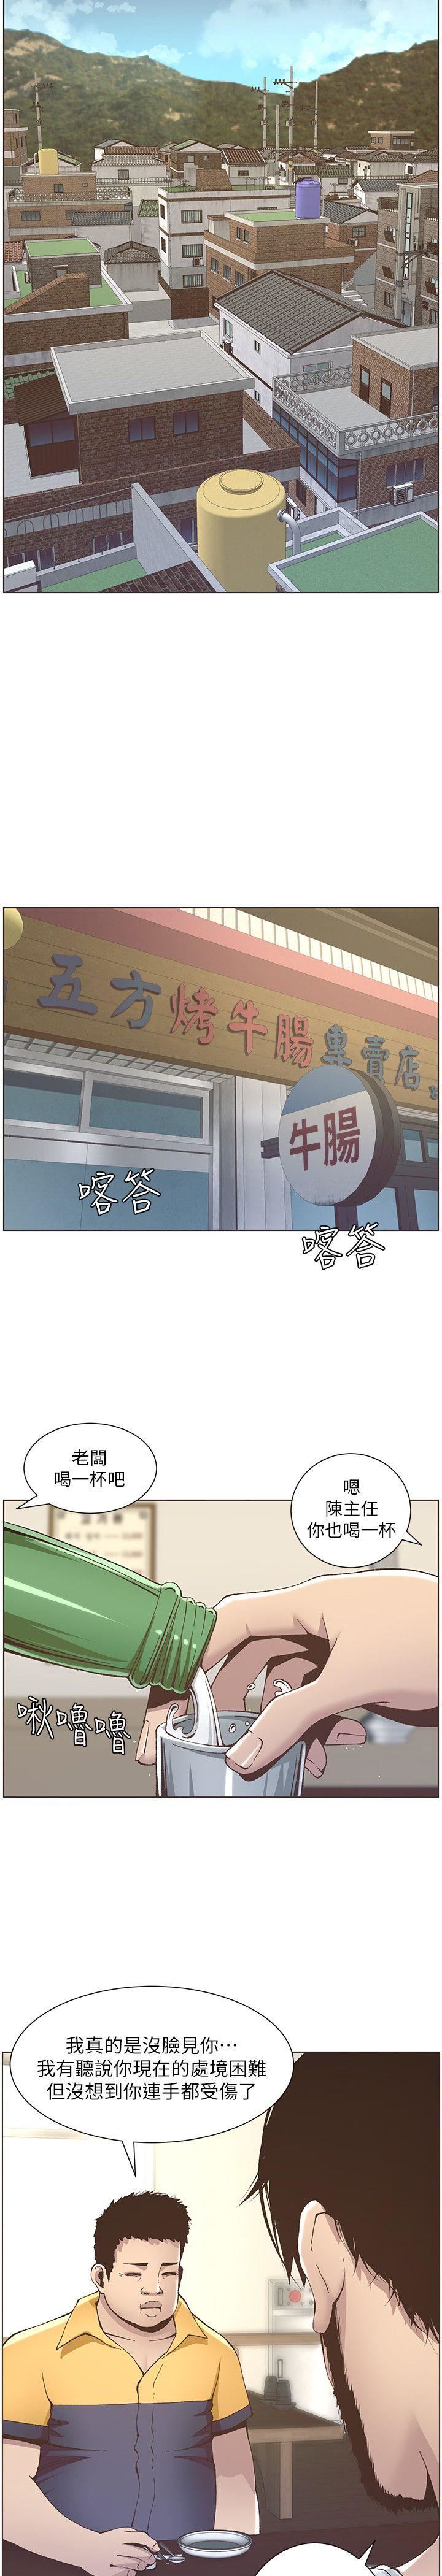 五方烤牛腸專賣店
牛腸
喀答
喀答
老闆
喝一杯吧
嗯
陳主任
你也喝一杯
啾嚕嚕
我真的是沒臉見你…
我有聽說你現在的處境困難
但沒想到你連手都受傷了